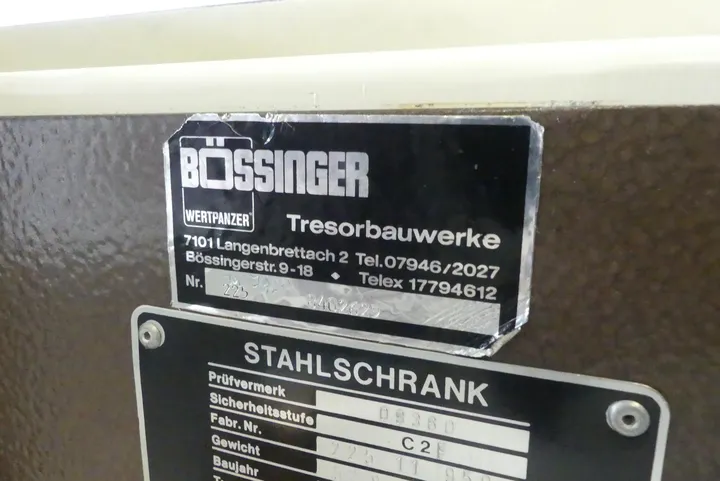 BÖSSINGER
WERTPANZER®
Tresorbauwerke
7101 Langenbrettach 2 Tel.07946/2027
Bössingerstr.9-18 ◆ Telex 17794612
Nr.
STAHLSCHRANK
Prüfvermerk
Sicherheitsstufe
Fabr. Nr. C2F
Gewicht
Baujahr